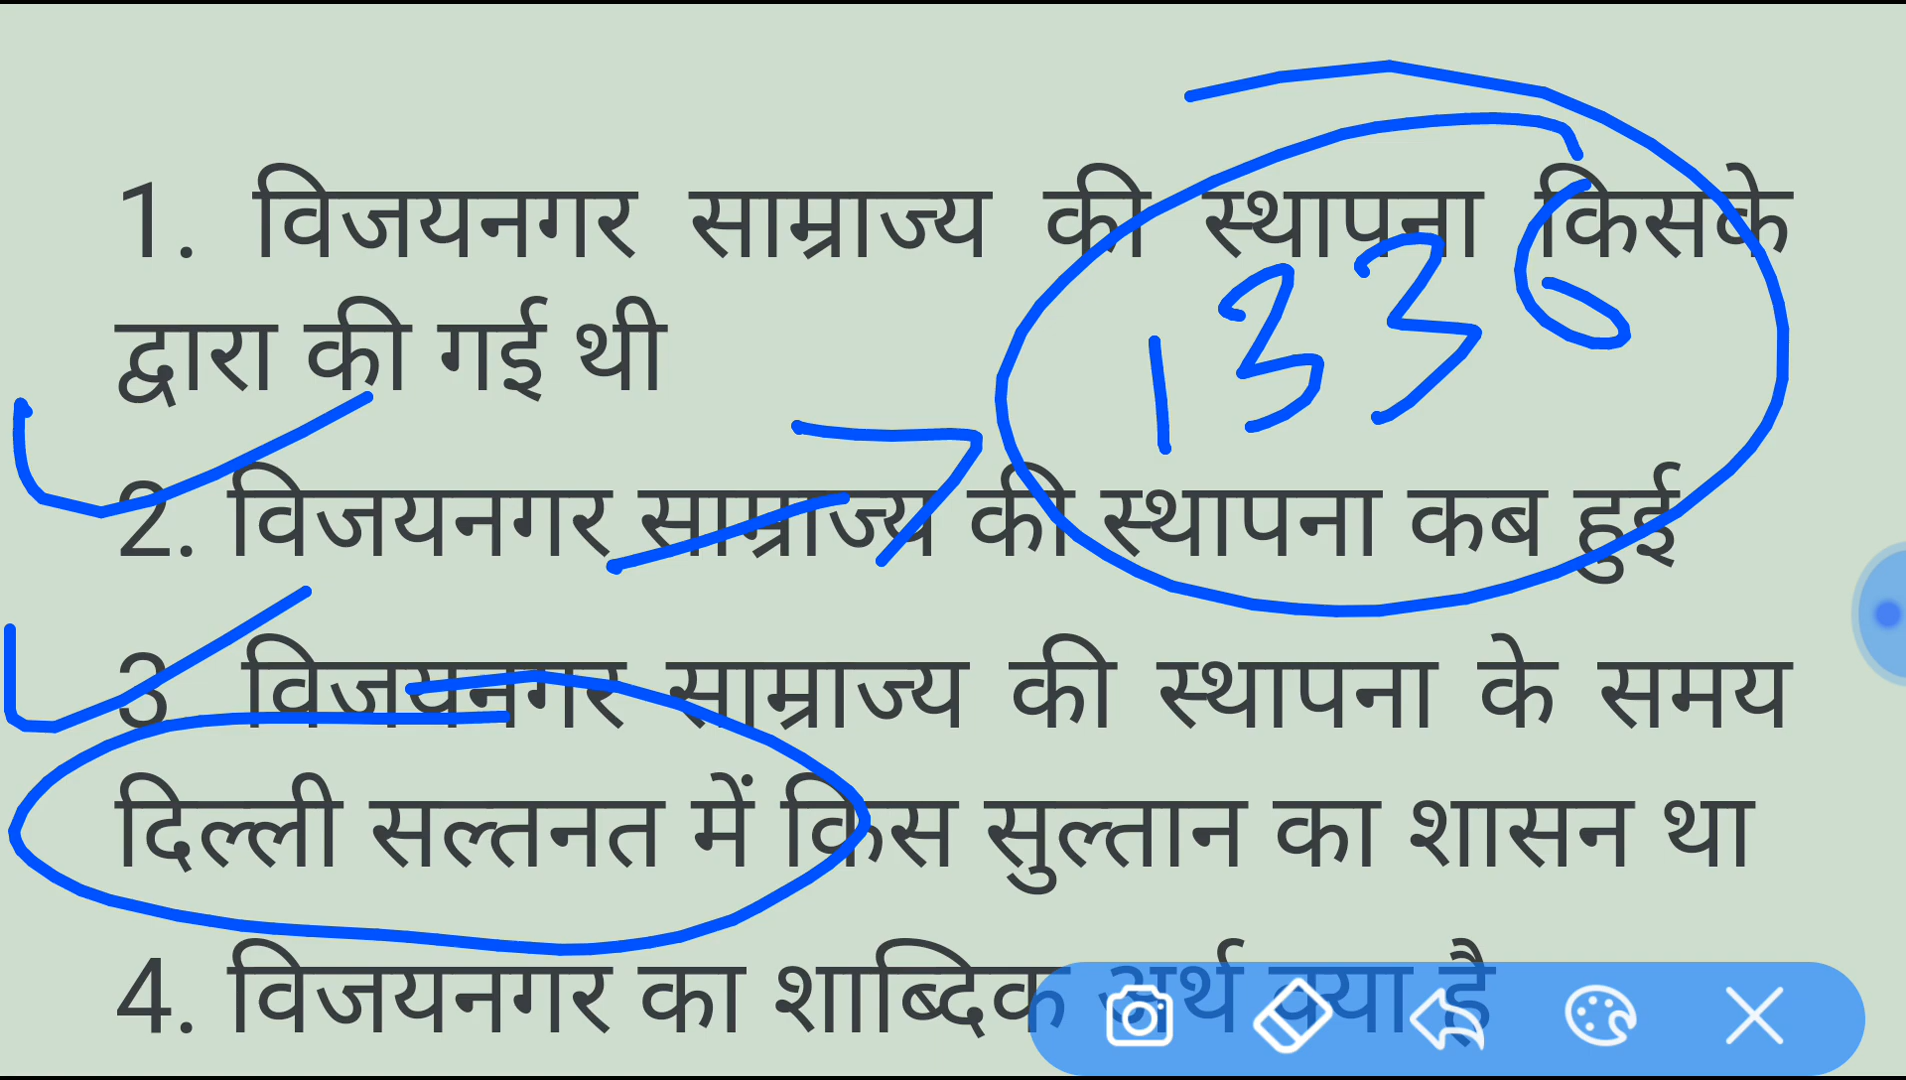 1. विजयनगर साम्राज्य की स्थापना किसके
द्वारा की गई थी
1336
2. विजयनगर साम्राज्य की स्थापना कब हुई
3 विजयनगर साम्राज्य की स्थापना के समय
दिल्ली सल्तनत में किस सुल्तान का शासन था
4. विजयनगर का शाब्दिक अर्थ क्या है